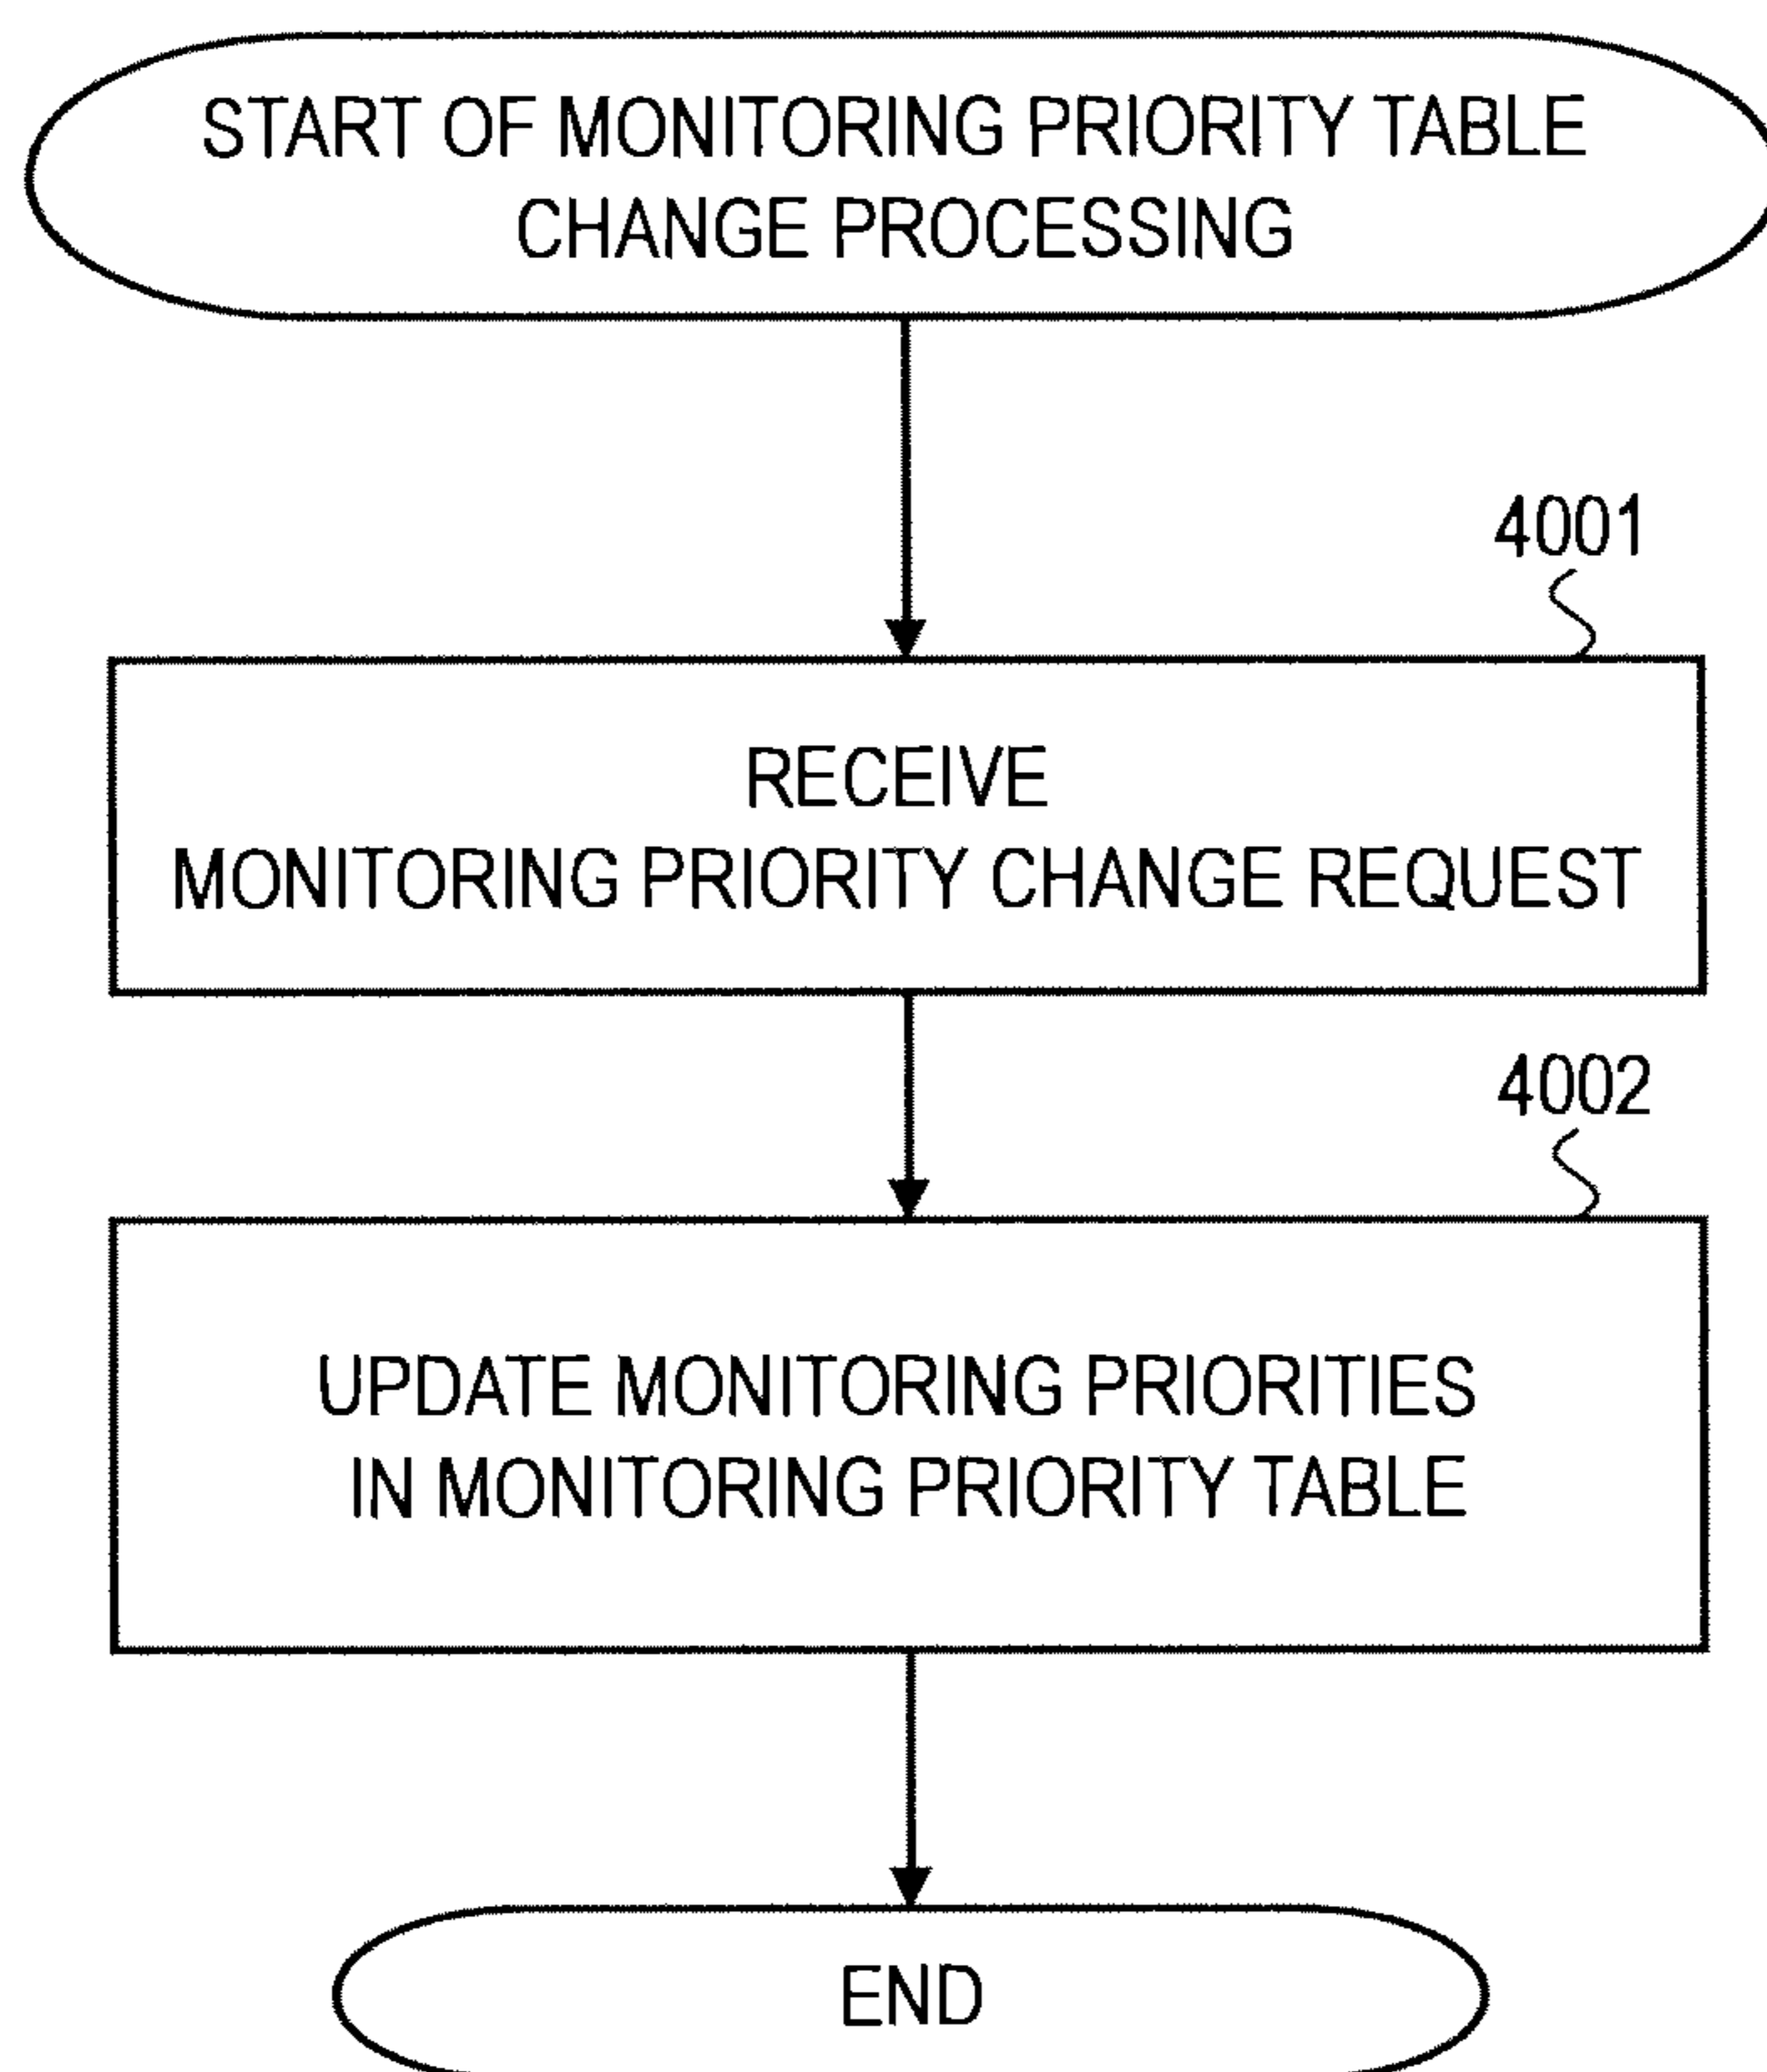 START OF MONITORING PRIORITY TABLE
CHANGE PROCESSING
4001
RECEIVE
MONITORING PRIORITY CHANGE REQUEST
4002
UPDATE MONITORING PRIORITIES
IN MONITORING PRIORITY TABLE
END